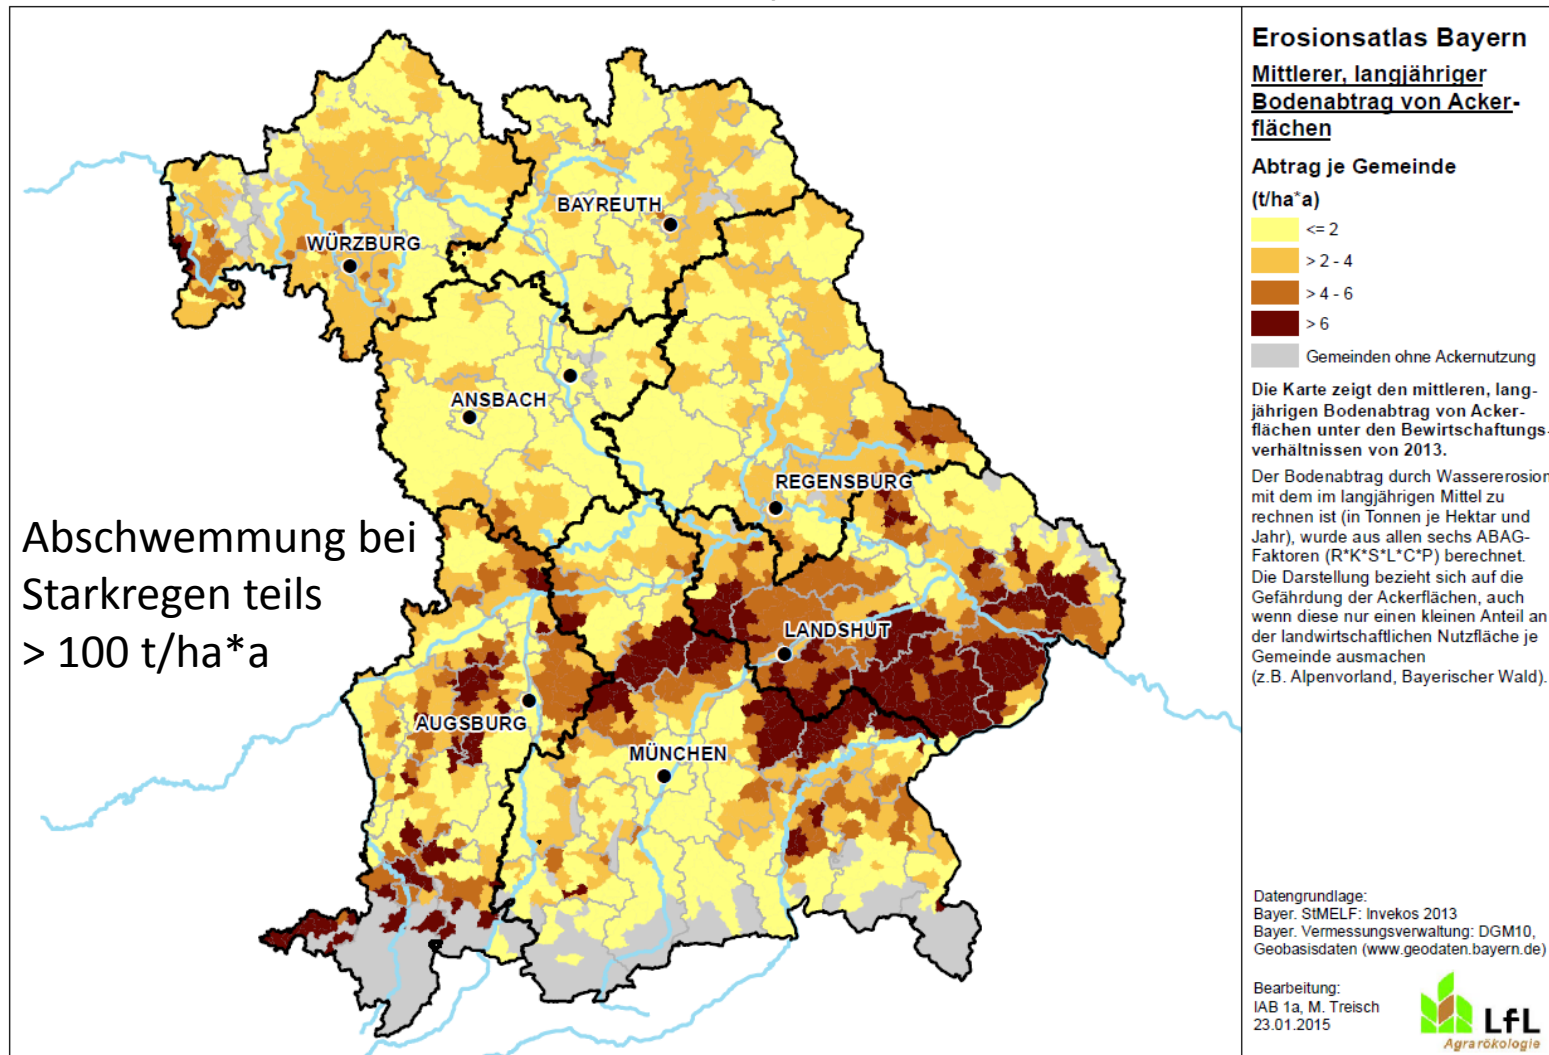 Erosionsatlas Bayern
Mittlerer, langjähriger
Bodenabtrag von Acker-
flächen
Abtrag je Gemeinde
(t/ha*a)
<= 2
> 2 - 4
> 4 - 6
> 6
Gemeinden ohne Ackernutzung
Die Karte zeigt den mittleren, lang-
jährigen Bodenabtrag von Acker-
flächen unter den Bewirtschaftungs-
verhältnissen von 2013.
Der Bodenabtrag durch Wassererosion
mit dem im langjährigen Mittel zu
rechnen ist (in Tonnen je Hektar und
Jahr), wurde aus allen sechs ABAG-
Faktoren (R*K*S*L*C*P) berechnet.
Die Darstellung bezieht sich auf die
Gefährdung der Ackerflächen, auch
wenn diese nur einen kleinen Anteil an
der landwirtschaftlichen Nutzfläche je
Gemeinde ausmachen
(z.B. Alpenvorland, Bayerischer Wald).
Datengrundlage:
Bayer. StMELF: Invekos 2013
Bayer. Vermessungsverwaltung: DGM10,
Geobasisdaten (www.geodaten.bayern.de)
Bearbeitung:
IAB 1a, M. Treisch
23.01.2015
LfL
Agrarökologie
BAYREUTH
WÜRZBURG
ANSBACH
REGENSBURG
LANDSHUT
AUGSBURG
MÜNCHEN
Abschwemmung bei
Starkregen teils
> 100 t/ha*a